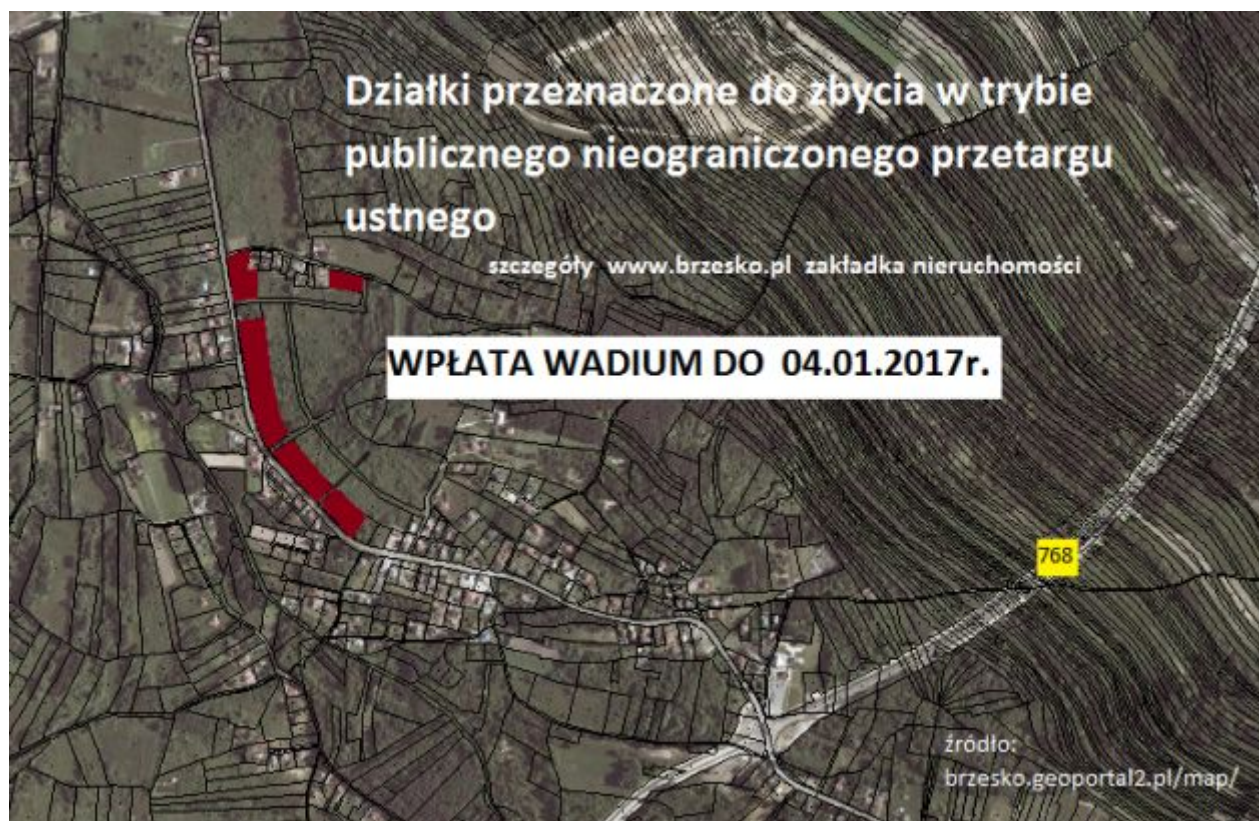 Działki przeznaczone do zbycia w trybie
publicznego nieograniczonego przetargu
ustnego
szczegóły www.brzesko.pl zakładka nieruchomości
WPŁATA WADIUM DO 04.01.2017r.
768
źródło:
brzesko.geoportal2.pl/map/